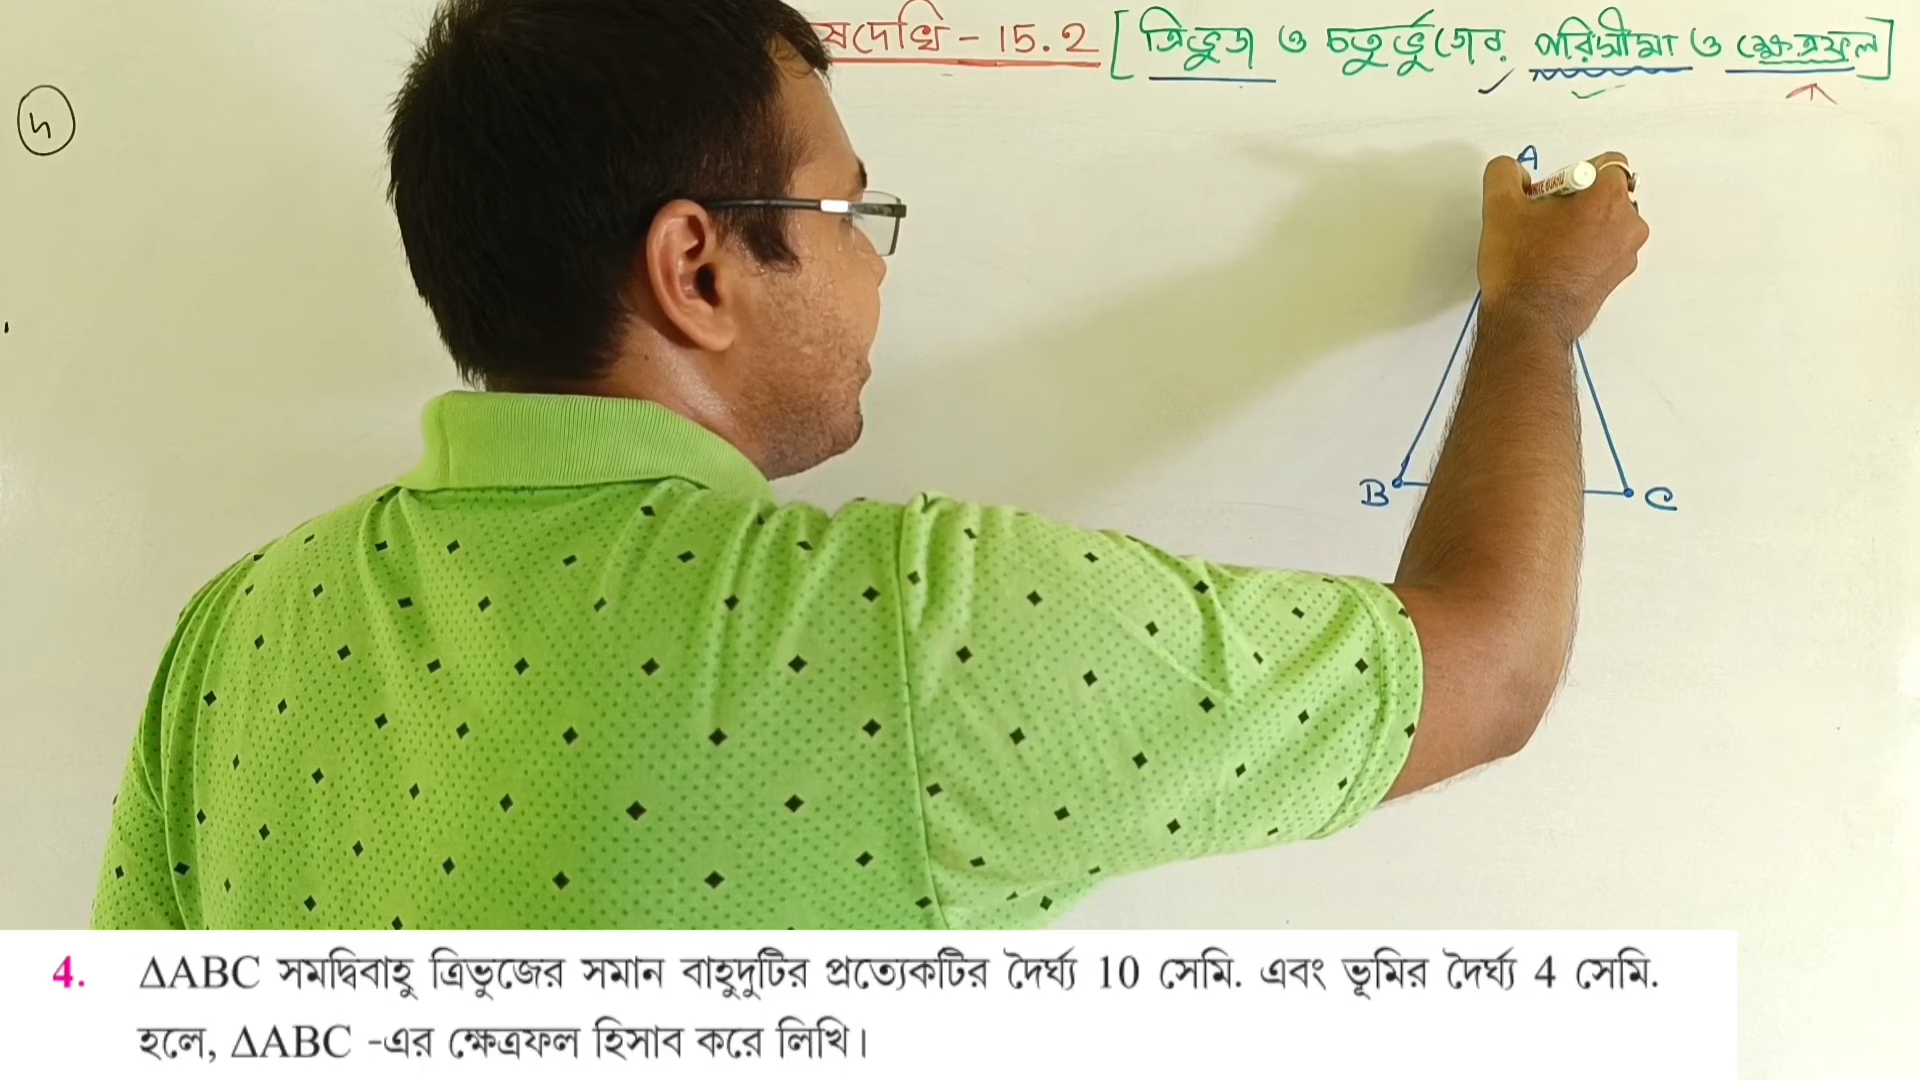 ষদেখি – 15.2 [ত্রিভুজ ও চতুর্ভুজের পরিসীমা ও ক্ষেত্রফল]
A
B C
4. ΔABC সমদ্বিবাহু ত্রিভুজের সমান বাহুদুটির প্রত্যেকটির দৈর্ঘ্য 10 সেমি. এবং ভূমির দৈর্ঘ্য 4 সেমি.
হলে, ΔABC -এর ক্ষেত্রফল হিসাব করে লিখি।